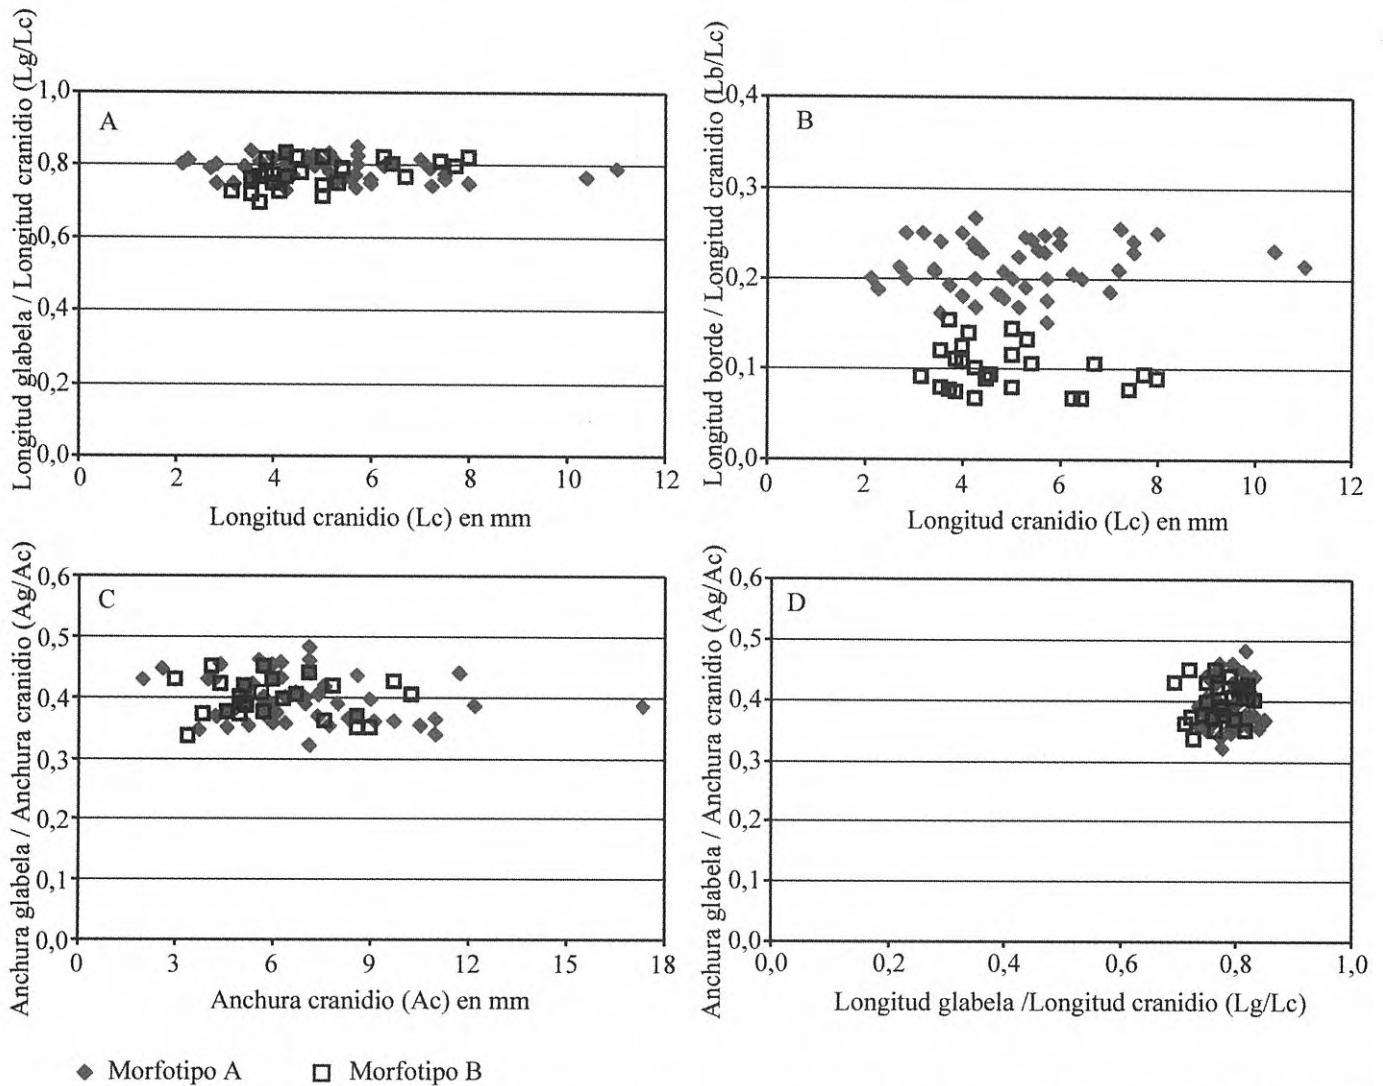 Longitud glabela / Longitud cranidio (Lg/Lc)
A
1,0
0,8
0,6
0,4
0,2
0,0
0 2 4 6 8 10 12
Longitud cranidio (Lc) en mm
Longitud borde / Longitud cranidio (Lb/Lc)
B
0,4
0,3
0,2
0,1
0,0
0 2 4 6 8 10 12
Longitud cranidio (Lc) en mm
Anchura glabela / Anchura cranidio (Ag/Ac)
C
0,6
0,5
0,4
0,3
0,2
0,1
0,0
0 3 6 9 12 15 18
Anchura cranidio (Ac) en mm
Anchura glabela / Anchura cranidio (Ag/Ac)
D
0,6
0,5
0,4
0,3
0,2
0,1
0,0
0,0 0,2 0,4 0,6 0,8 1,0
Longitud glabela /Longitud cranidio (Lg/Lc)
Morfotipo A Morfotipo B